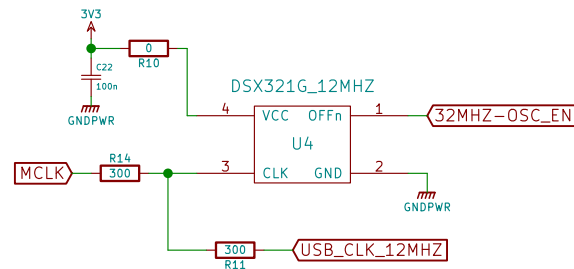 3V3
0
R10
C22
100n
GNDPWR
DSX321G_12MHZ
4
VCC
OFFn
1
32MHZ-OSC_EN
U4
MCLK
R14
300
3
CLK
GND
2
GNDPWR
300
R11
USB_CLK_12MHZ